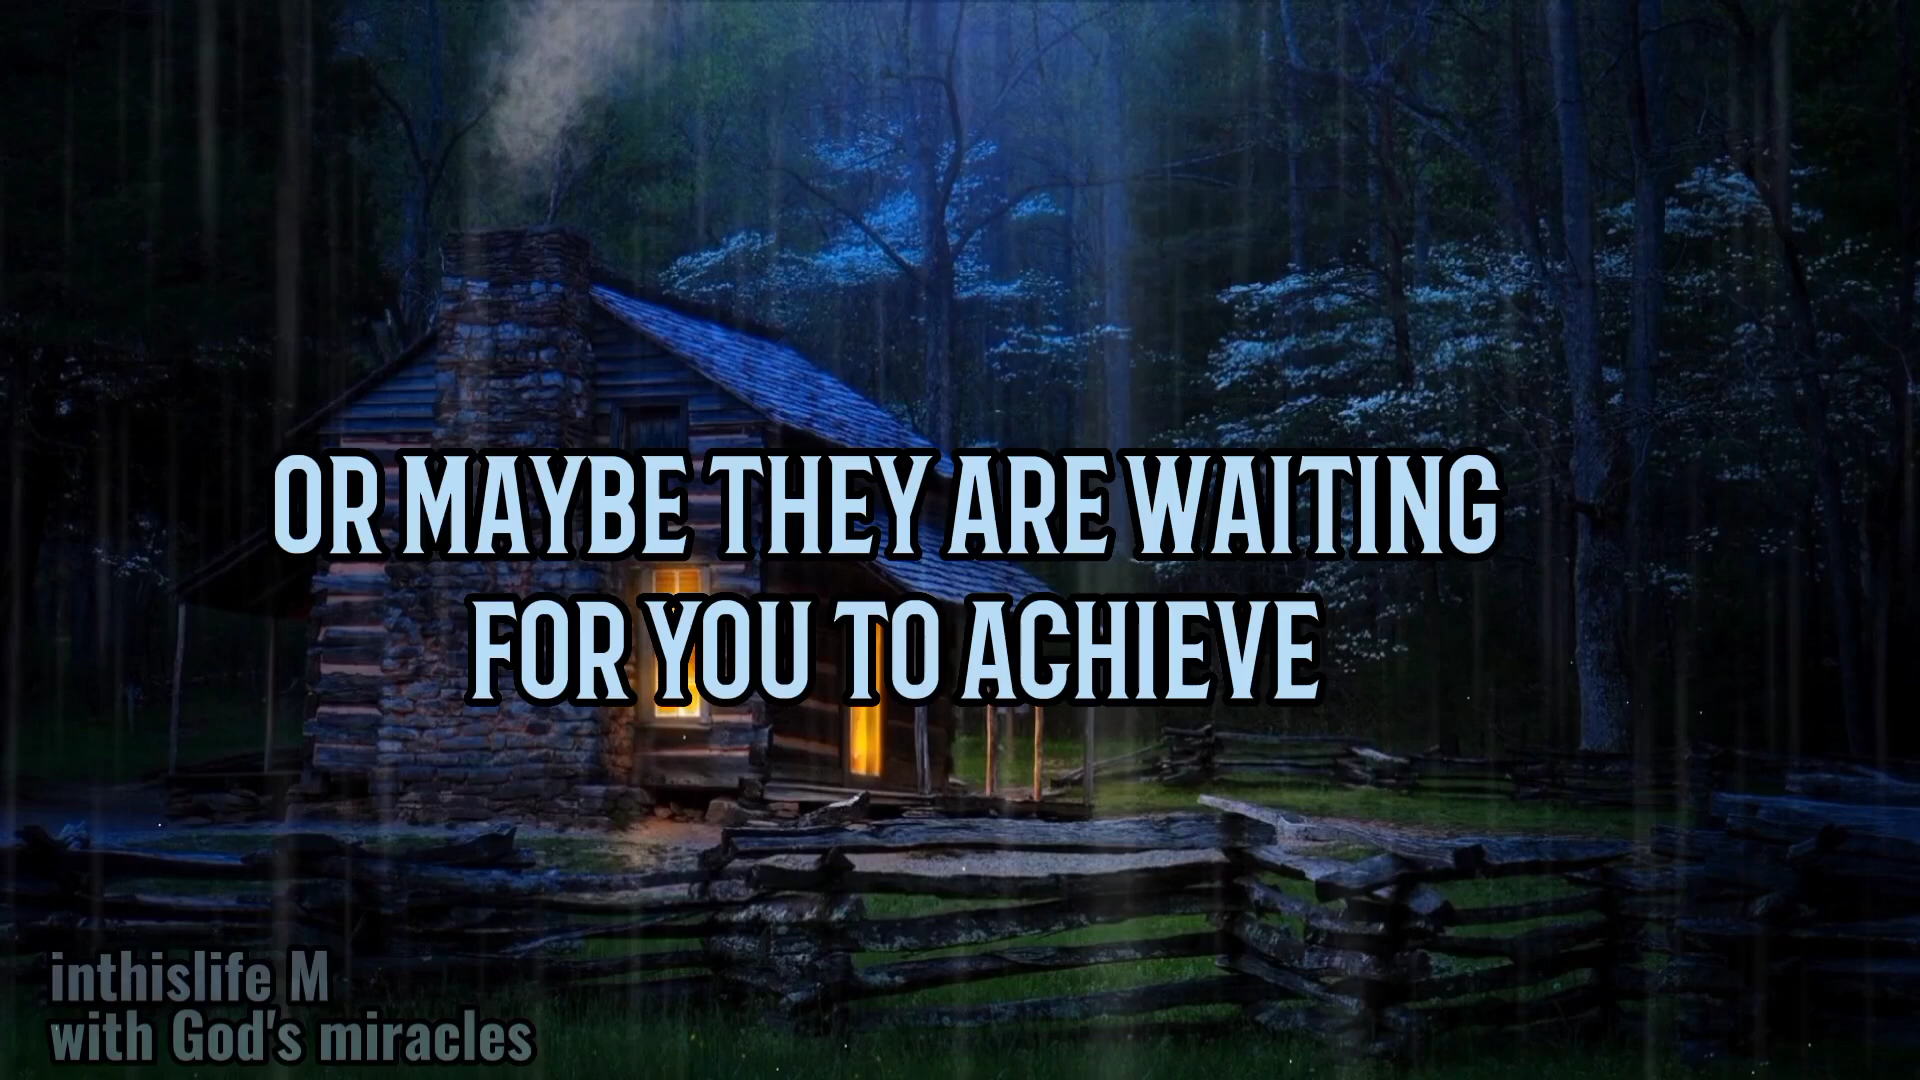 OR MAYBE THEY ARE WAITING
FOR YOU TO ACHIEVE
inthislife M
with God's miracles